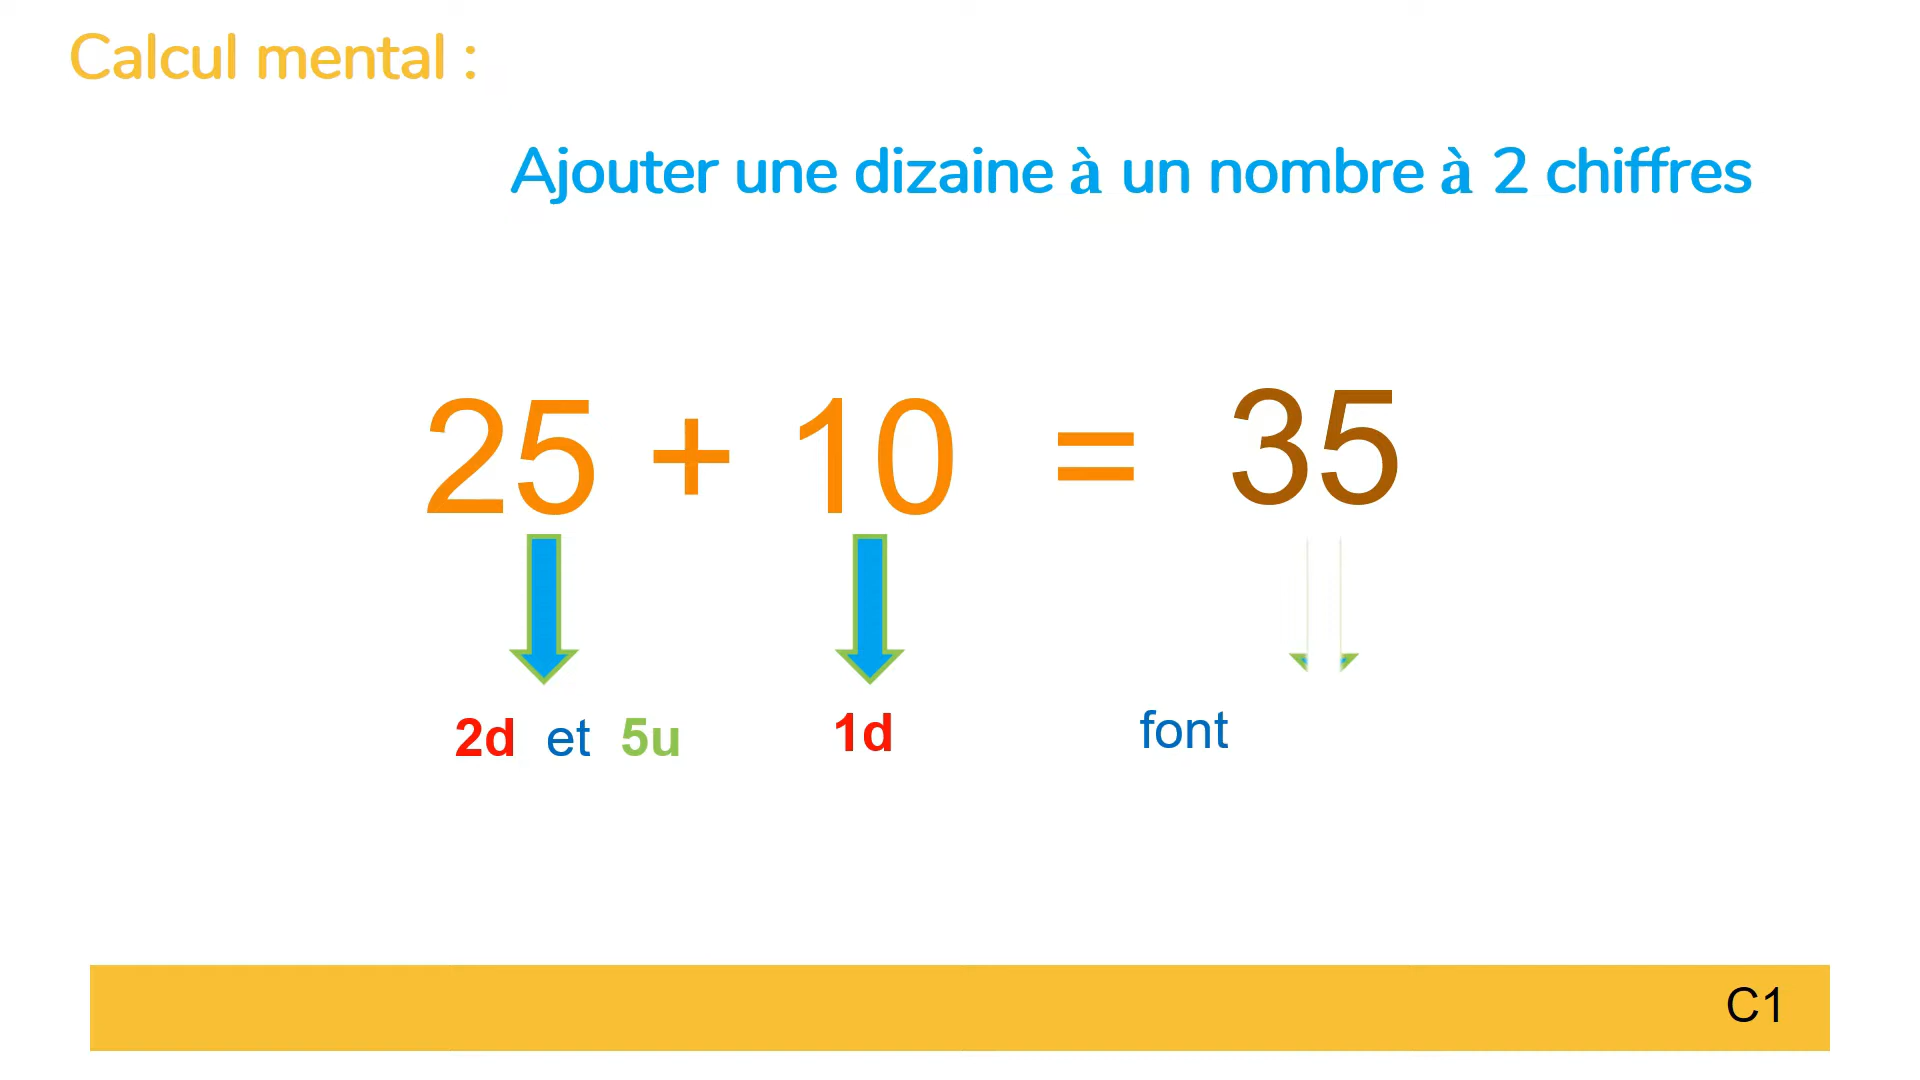 Calcul mental :
Ajouter une dizaine à un nombre à 2 chiffres
25 + 10 = 35
2d et 5u 1d font
C1